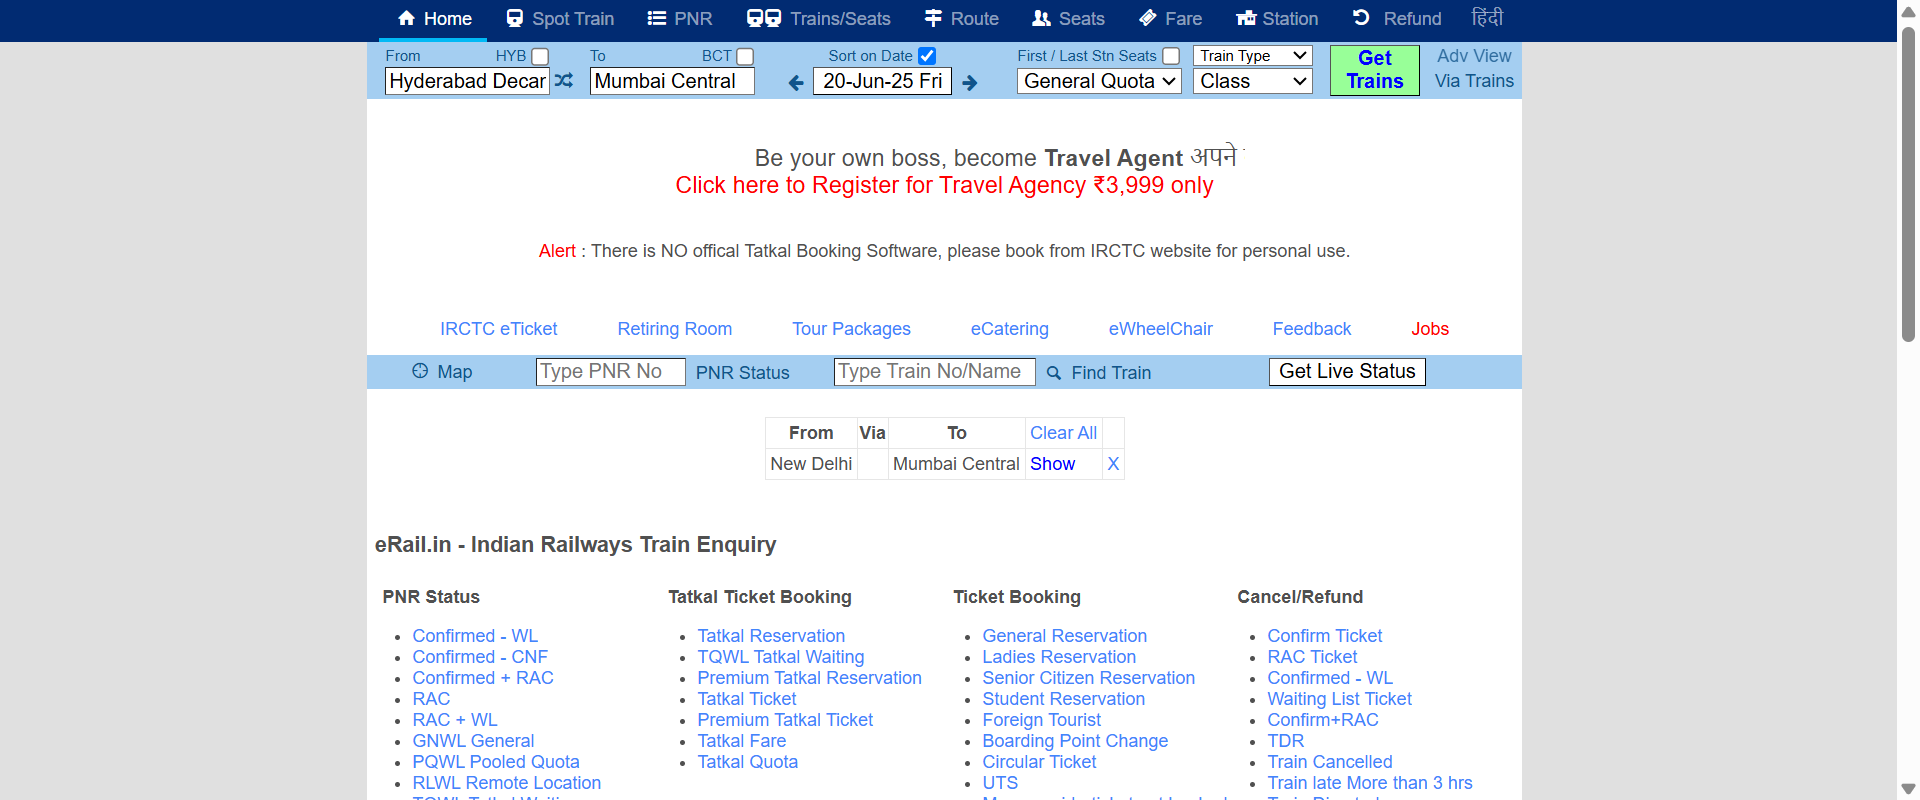 Home Spot Train PNR Trains/Seats Route Seats Fare Station Refund हिंदी
From HYB To BCT Sort on Date First / Last Stn Seats Train Type Get Trains Adv View
Hyderabad Decan Mumbai Central 20-Jun-25 Fri General Quota Class Via Trains
Be your own boss, become Travel Agent अपने
Click here to Register for Travel Agency ₹3,999 only
Alert : There is NO offical Tatkal Booking Software, please book from IRCTC website for personal use.
IRCTC eTicket Retiring Room Tour Packages eCatering eWheelChair Feedback Jobs
Map Type PNR No PNR Status Type Train No/Name Find Train Get Live Status
From Via To Clear All
New Delhi Mumbai Central Show X
eRail.in - Indian Railways Train Enquiry
PNR Status
Confirmed - WL
Confirmed - CNF
Confirmed + RAC
RAC
RAC + WL
GNWL General
PQWL Pooled Quota
RLWL Remote Location
Tatkal Ticket Booking
Tatkal Reservation
TQWL Tatkal Waiting
Premium Tatkal Reservation
Tatkal Ticket
Premium Tatkal Ticket
Tatkal Fare
Tatkal Quota
Ticket Booking
General Reservation
Ladies Reservation
Senior Citizen Reservation
Student Reservation
Foreign Tourist
Boarding Point Change
Circular Ticket
UTS
Cancel/Refund
Confirm Ticket
RAC Ticket
Confirmed - WL
Waiting List Ticket
Confirm+RAC
TDR
Train Cancelled
Train late More than 3 hrs